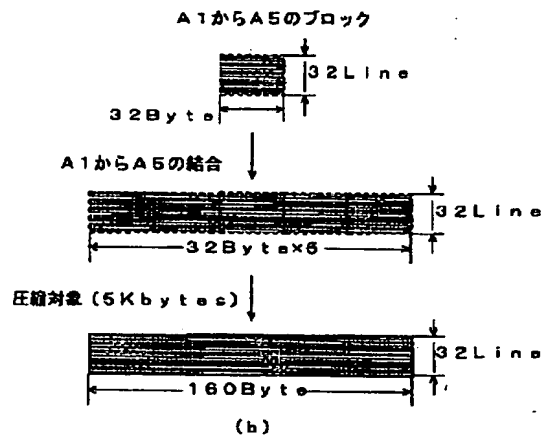 A1からA5のブロック
32Line
32Byte
A1からA5の結合
32Line
32Byte×5
圧縮対象(5Kbytes)
32Line
160Byte
(b)